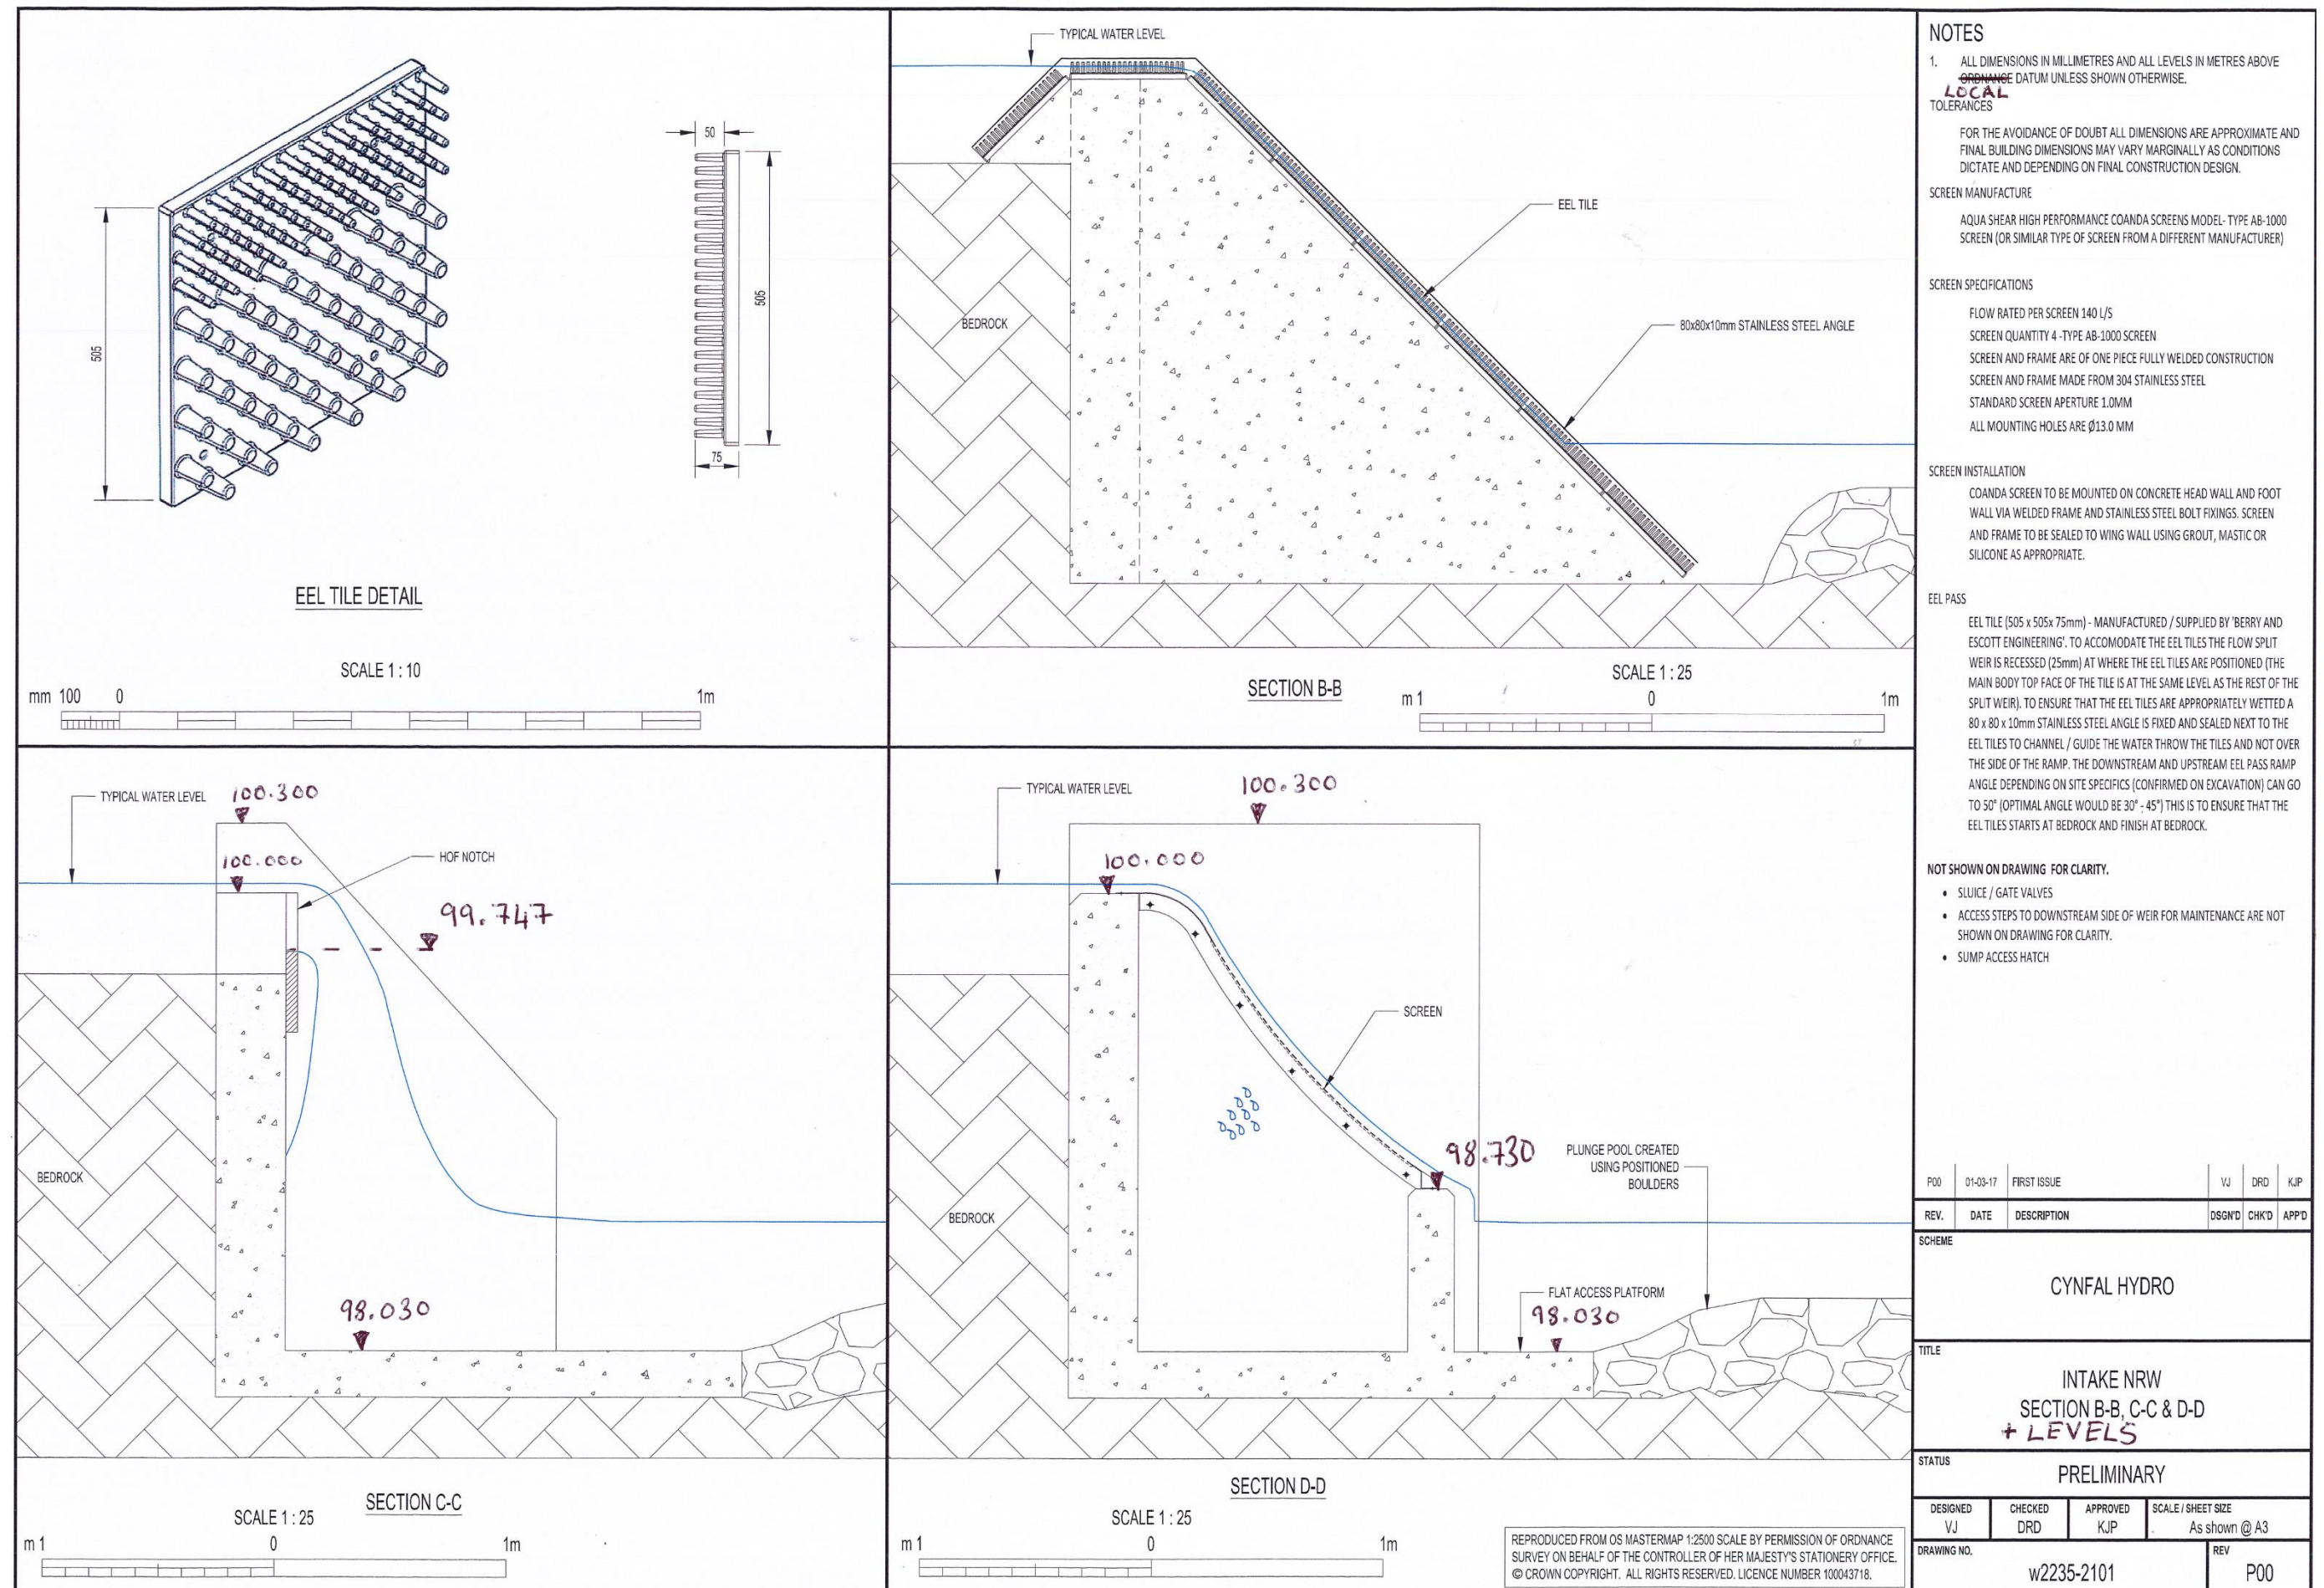 50
505
505
75
EEL TILE DETAIL
SCALE 1 : 10
mm 100 0 1m
TYPICAL WATER LEVEL
EEL TILE
BEDROCK
80x80x10mm STAINLESS STEEL ANGLE
SECTION B-B
SCALE 1 : 25
m 1 0 1m
TYPICAL WATER LEVEL
100.300
100.000
HOF NOTCH
99.747
BEDROCK
98.030
SECTION C-C
SCALE 1 : 25
m 1 0 1m
TYPICAL WATER LEVEL
100.300
100.000
SCREEN
98.730
PLUNGE POOL CREATED
USING POSITIONED
BOULDERS
BEDROCK
FLAT ACCESS PLATFORM
98.030
SECTION D-D
SCALE 1 : 25
m 1 0 1m
REPRODUCED FROM OS MASTERMAP 1:2500 SCALE BY PERMISSION OF ORDNANCE
SURVEY ON BEHALF OF THE CONTROLLER OF HER MAJESTY'S STATIONERY OFFICE.
© CROWN COPYRIGHT. ALL RIGHTS RESERVED. LICENCE NUMBER 100043718.
NOTES
1. ALL DIMENSIONS IN MILLIMETRES AND ALL LEVELS IN METRES ABOVE
ORDNANCE DATUM UNLESS SHOWN OTHERWISE.
LOCAL
TOLERANCES
FOR THE AVOIDANCE OF DOUBT ALL DIMENSIONS ARE APPROXIMATE AND
FINAL BUILDING DIMENSIONS MAY VARY MARGINALLY AS CONDITIONS
DICTATE AND DEPENDING ON FINAL CONSTRUCTION DESIGN.
SCREEN MANUFACTURE
AQUA SHEAR HIGH PERFORMANCE COANDA SCREENS MODEL- TYPE AB-1000
SCREEN (OR SIMILAR TYPE OF SCREEN FROM A DIFFERENT MANUFACTURER)
SCREEN SPECIFICATIONS
FLOW RATED PER SCREEN 140 L/S
SCREEN QUANTITY 4 -TYPE AB-1000 SCREEN
SCREEN AND FRAME ARE OF ONE PIECE FULLY WELDED CONSTRUCTION
SCREEN AND FRAME MADE FROM 304 STAINLESS STEEL
STANDARD SCREEN APERTURE 1.0MM
ALL MOUNTING HOLES ARE Ø13.0 MM
SCREEN INSTALLATION
COANDA SCREEN TO BE MOUNTED ON CONCRETE HEAD WALL AND FOOT
WALL VIA WELDED FRAME AND STAINLESS STEEL BOLT FIXINGS. SCREEN
AND FRAME TO BE SEALED TO WING WALL USING GROUT, MASTIC OR
SILICONE AS APPROPRIATE.
EEL PASS
EEL TILE (505 x 505x 75mm) - MANUFACTURED / SUPPLIED BY 'BERRY AND
ESCOTT ENGINEERING'. TO ACCOMODATE THE EEL TILES THE FLOW SPLIT
WEIR IS RECESSED (25mm) AT WHERE THE EEL TILES ARE POSITIONED (THE
MAIN BODY TOP FACE OF THE TILE IS AT THE SAME LEVEL AS THE REST OF THE
SPLIT WEIR). TO ENSURE THAT THE EEL TILES ARE APPROPRIATELY WETTED A
80 x 80 x 10mm STAINLESS STEEL ANGLE IS FIXED AND SEALED NEXT TO THE
EEL TILES TO CHANNEL / GUIDE THE WATER THROW THE TILES AND NOT OVER
THE SIDE OF THE RAMP. THE DOWNSTREAM AND UPSTREAM EEL PASS RAMP
ANGLE DEPENDING ON SITE SPECIFICS (CONFIRMED ON EXCAVATION) CAN GO
TO 50° (OPTIMAL ANGLE WOULD BE 30° - 45°) THIS IS TO ENSURE THAT THE
EEL TILES STARTS AT BEDROCK AND FINISH AT BEDROCK.
NOT SHOWN ON DRAWING FOR CLARITY.
• SLUICE / GATE VALVES
• ACCESS STEPS TO DOWNSTREAM SIDE OF WEIR FOR MAINTENANCE ARE NOT
SHOWN ON DRAWING FOR CLARITY.
• SUMP ACCESS HATCH
P00 01-03-17 FIRST ISSUE VJ DRD KJP
REV. DATE DESCRIPTION DSGN'D CHK'D APP'D
SCHEME
CYNFAL HYDRO
TITLE
INTAKE NRW
SECTION B-B, C-C & D-D
+ LEVELS
STATUS
PRELIMINARY
DESIGNED CHECKED APPROVED SCALE / SHEET SIZE
VJ DRD KJP As shown @ A3
DRAWING NO. REV
w2235-2101 P00